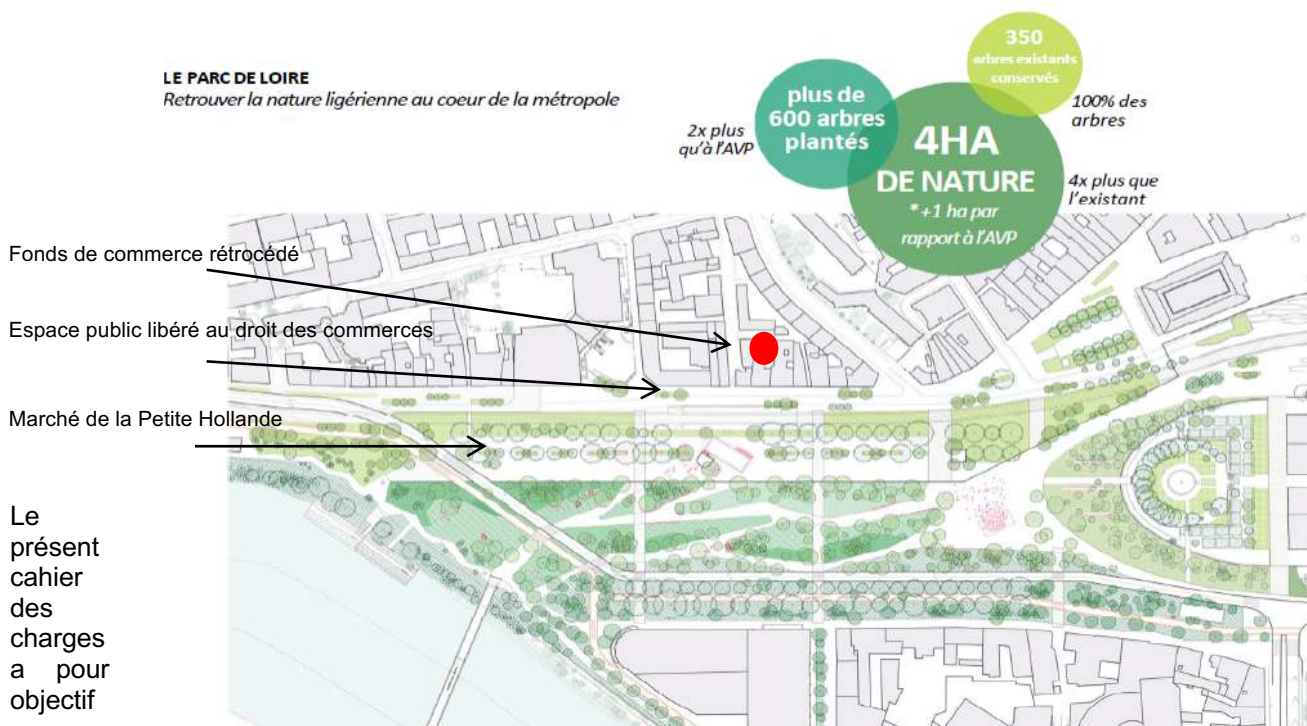 LE PARC DE LOIRE
Retrouver la nature ligérienne au coeur de la métropole
350
arbres existants
conservés
100% des
arbres
plus de
600 arbres
plantés
2x plus
qu'à l'AVP
4HA
DE NATURE
* +1 ha par
rapport à l'AVP
4x plus que
l'existant
Fonds de commerce rétrocédé
Espace public libéré au droit des commerces
Marché de la Petite Hollande
Le
présent
cahier
des
charges
a pour
objectif